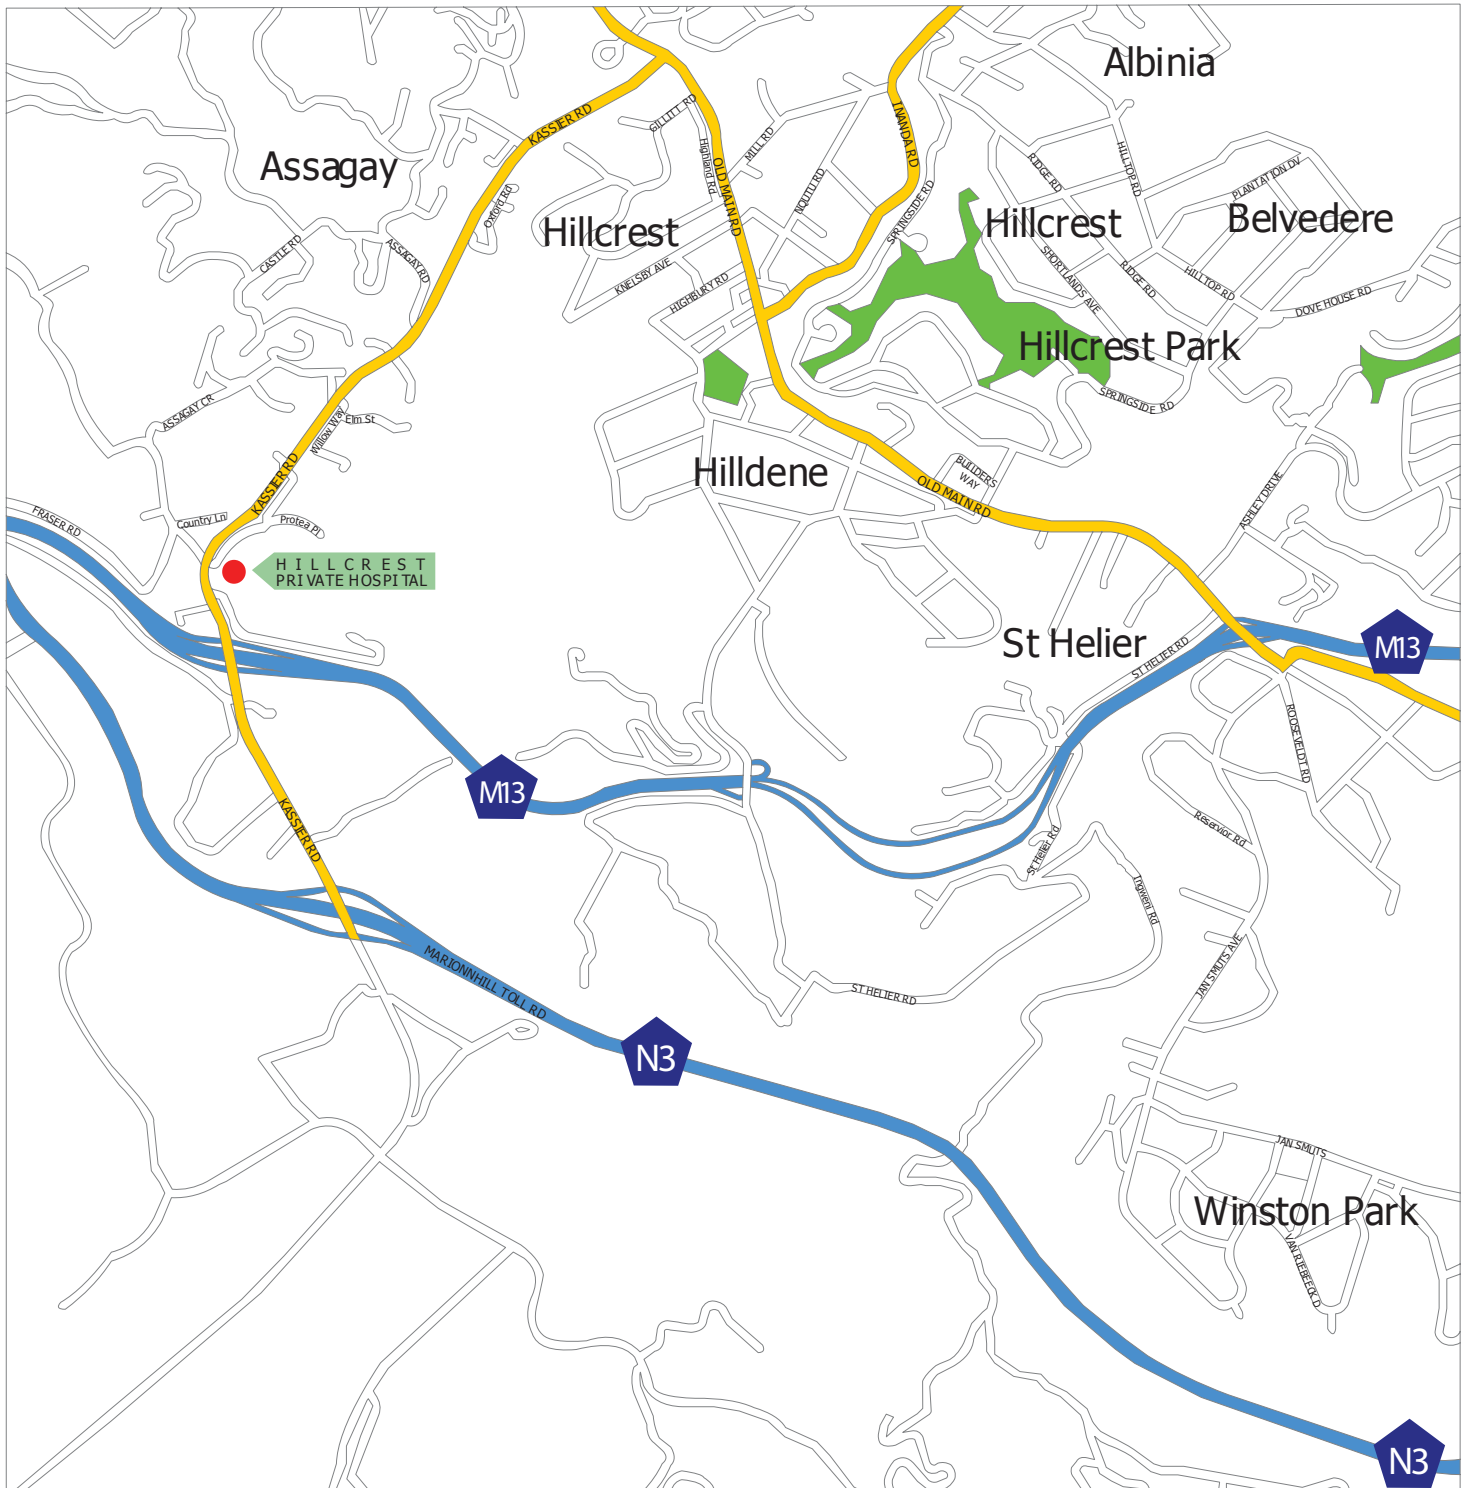 Albinia
KASSIER RD
GILLITT RD
INANDA RD
MILL RD
Highland Rd
OLD MAIN RD
Assagay
RIDGE RD
HILLTOP RD
PLANTATION DV
NQUTU RD
Oxford Rd
SPRINGSIDE RD
Hillcrest
Hillcrest
Belvedere
CASTLE RD
ASSAGAY RD
KNELSBY AVE
HIGHBURY RD
SHORTLANDS AVE
RIDGE RD
HILLTOP RD
DOVE HOUSE RD
Hillcrest Park
SPRINGSIDE RD
ASSAGAY CR
Willow Way
Elm St
Hilldene
BUILDERS
WAY
KASSIER RD
OLD MAIN RD
ASHLEY DRIVE
FRASER RD
Country Ln
Protea Pl
HILLCREST
PRIVATE HOSPITAL
St Helier
ST HELIER RD
M13
ROOSEVELDT RD
M13
KASSIER RD
Reservior Rd
St Helier Rd
Ingweni Rd
MARIONNHILL TOLL RD
JAN SMUTS AVE
ST HELIER RD
N3
JAN SMUTS
Winston Park
VAN RIEBEECK D
N3